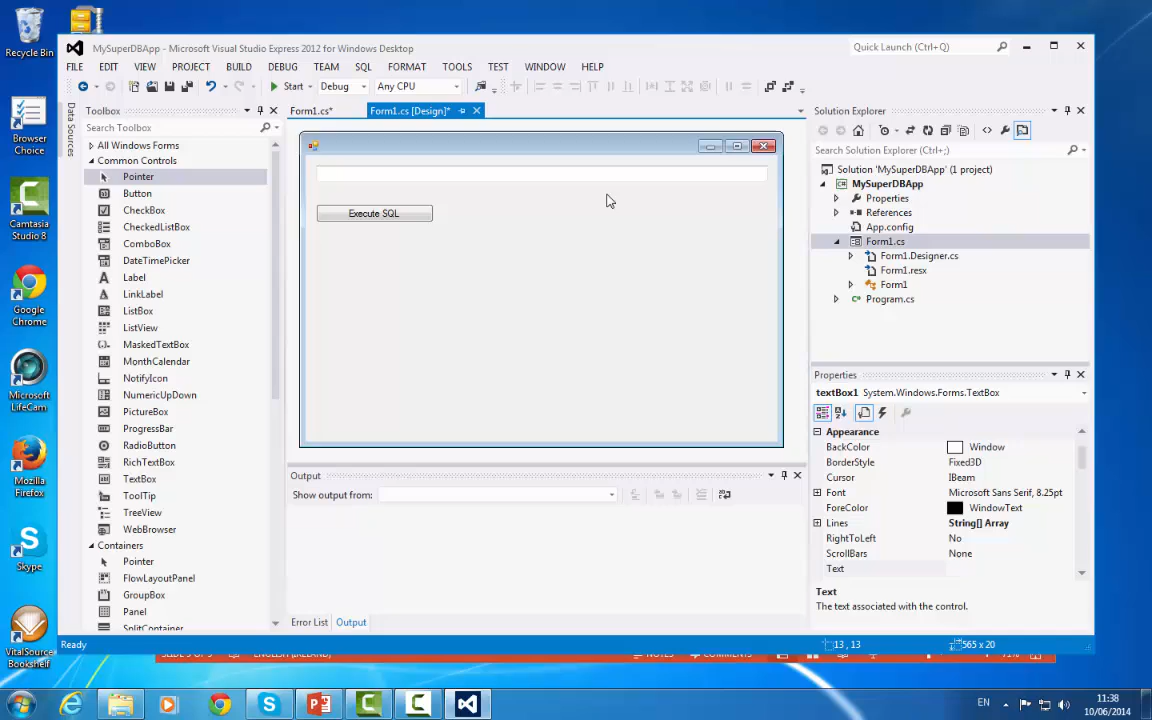 Recycle Bin
Browser
Choice
Camtasia
Studio 8
Google
Chrome
Microsoft
LifeCam
Mozilla
Firefox
Skype
VitalSource
Bookshelf
MySuperDBApp - Microsoft Visual Studio Express 2012 for Windows Desktop
Quick Launch (Ctrl+Q)
FILE EDIT VIEW PROJECT BUILD DEBUG TEAM SQL FORMAT TOOLS TEST WINDOW HELP
Start Debug Any CPU
Data Sources
Toolbox
Search Toolbox
All Windows Forms
Common Controls
Pointer
Button
CheckBox
CheckedListBox
ComboBox
DateTimePicker
Label
LinkLabel
ListBox
ListView
MaskedTextBox
MonthCalendar
NotifyIcon
NumericUpDown
PictureBox
ProgressBar
RadioButton
RichTextBox
TextBox
ToolTip
TreeView
WebBrowser
Containers
Pointer
FlowLayoutPanel
GroupBox
Panel
SplitContainer
Form1.cs* Form1.cs [Design]*
Execute SQL
Output
Show output from:
Error List Output
Solution Explorer
Search Solution Explorer (Ctrl+;)
Solution 'MySuperDBApp' (1 project)
MySuperDBApp
Properties
References
App.config
Form1.cs
Form1.Designer.cs
Form1.resx
Form1
Program.cs
Properties
textBox1 System.Windows.Forms.TextBox
Appearance
BackColor Window
BorderStyle Fixed3D
Cursor IBeam
Font Microsoft Sans Serif, 8.25pt
ForeColor WindowText
Lines String[] Array
RightToLeft No
ScrollBars None
Text
Text
The text associated with the control.
Ready 13 , 13 565 x 20
EN
11:38
10/06/2014